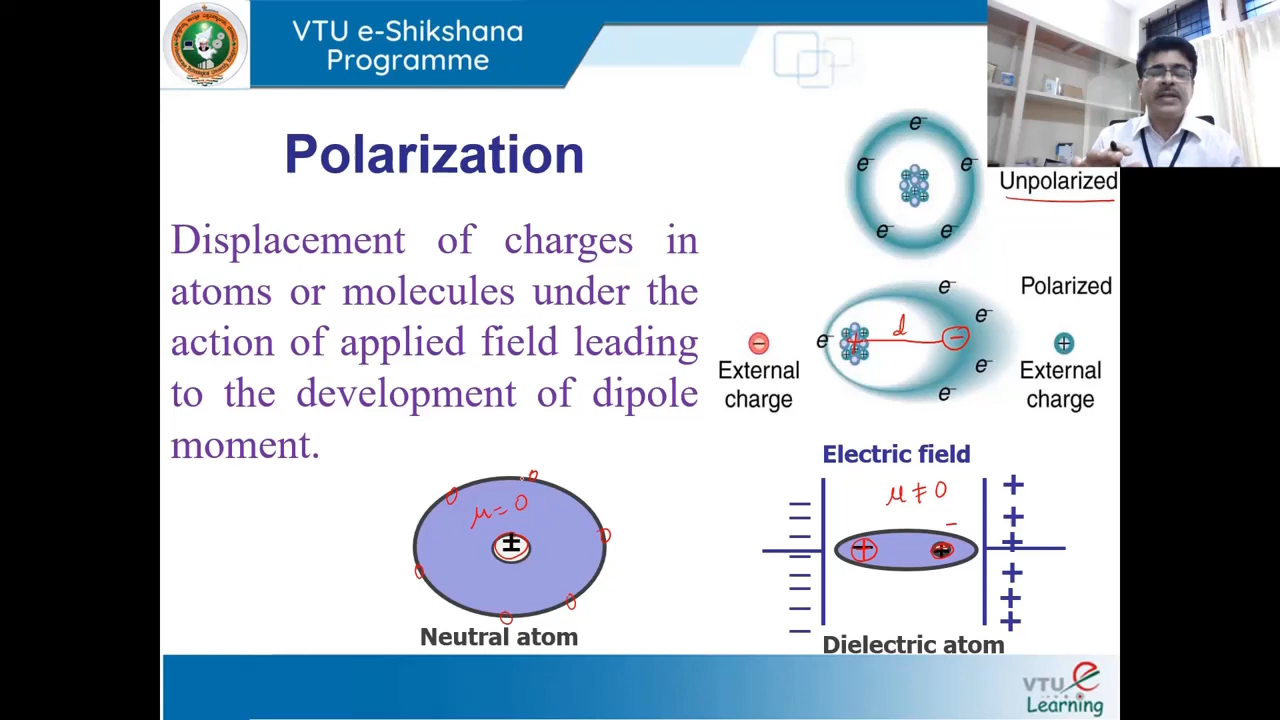 VTU e-Shikshana
Programme
Polarization
Displacement of charges in
atoms or molecules under the
action of applied field leading
to the development of dipole
moment.
e⁻
e⁻
e⁻
e⁻
e⁻
Unpolarized
Polarized
e⁻
e⁻
e⁻
e⁻
e⁻
+
d
−
−
External
charge
+
External
charge
μ = 0
±
Neutral atom
Electric field
μ ≠ 0
−
+
+
− − − − − − −
+ + + + + +
Dielectric atom
VTU e
Learning